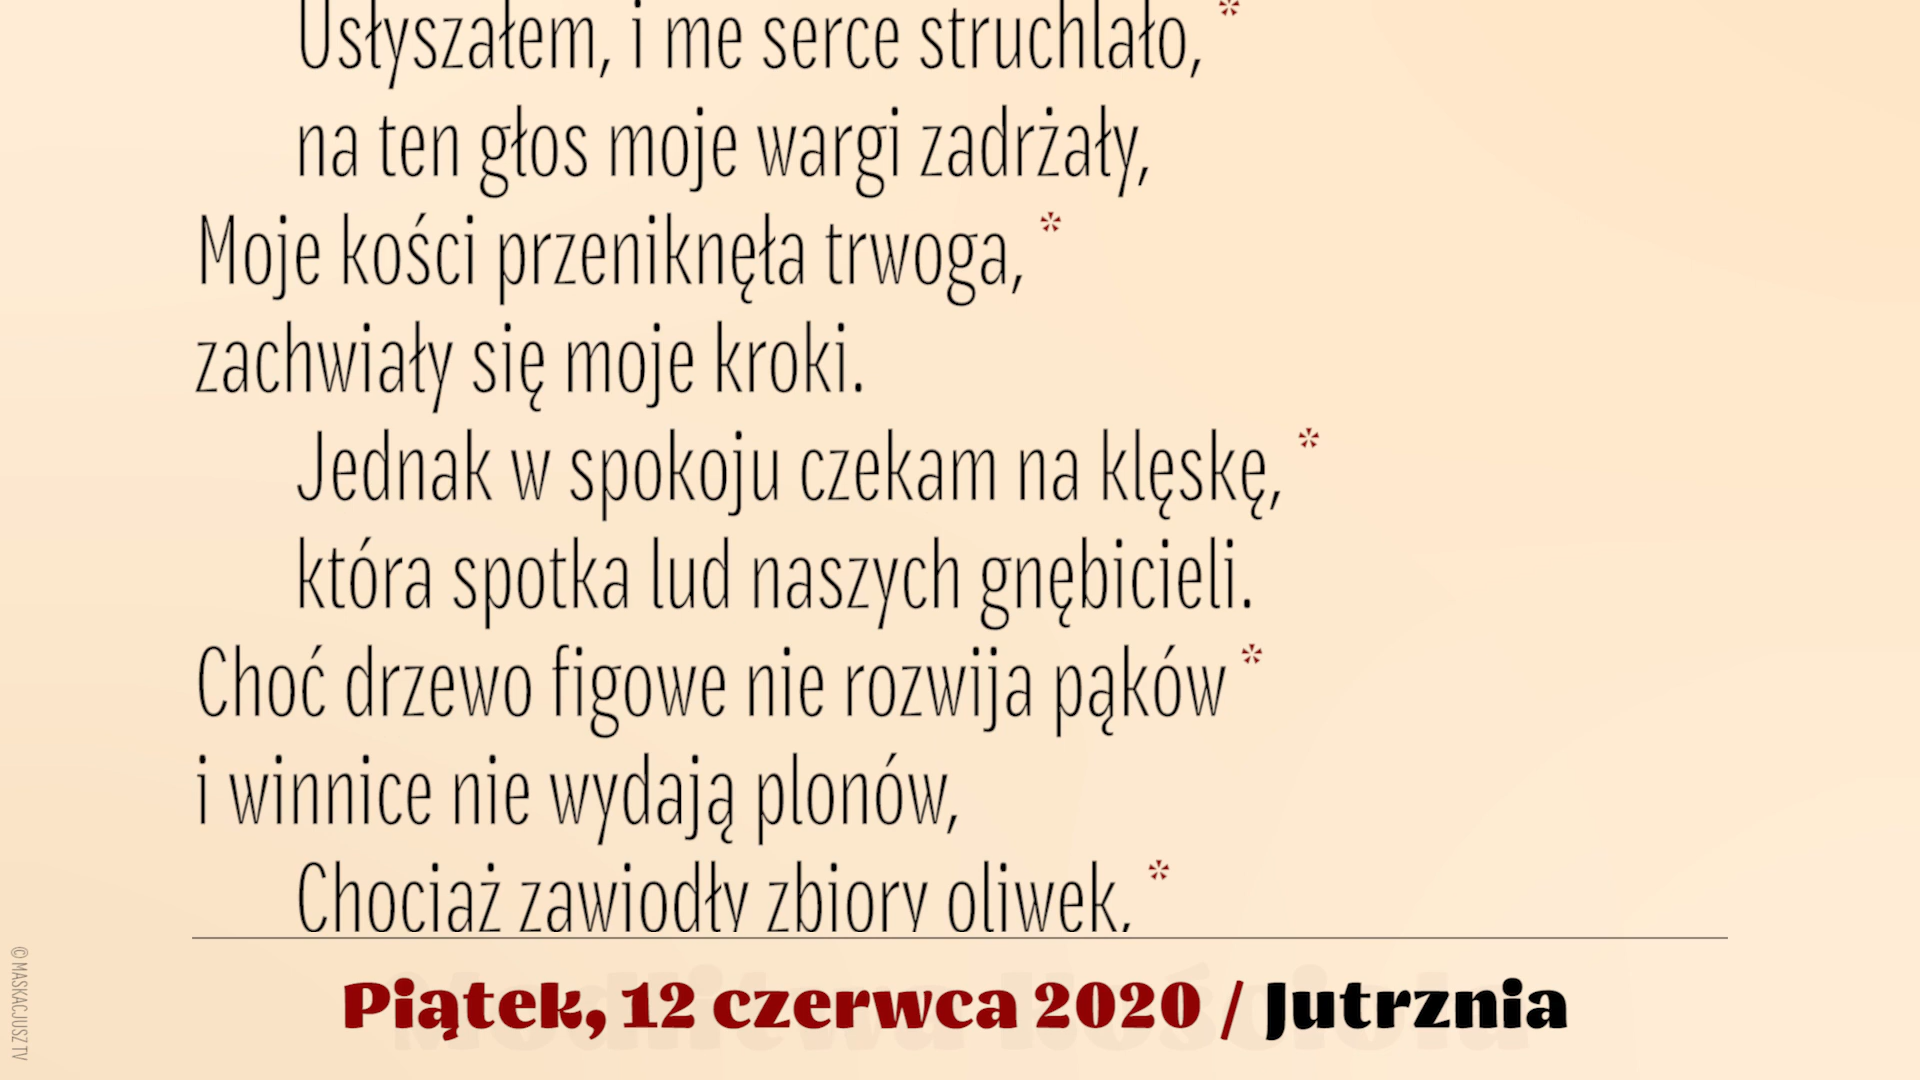 Usłyszałem, i me serce struchlało, *
na ten głos moje wargi zadrżały,
Moje kości przeniknęła trwoga, *
zachwiały się moje kroki.
Jednak w spokoju czekam na klęskę, *
która spotka lud naszych gnębicieli.
Choć drzewo figowe nie rozwija pąków *
i winnice nie wydają plonów,
Chociaż zawiodły zbiory oliwek, *
Piątek, 12 czerwca 2020 / Jutrznia
© MASKACJUSZ TV